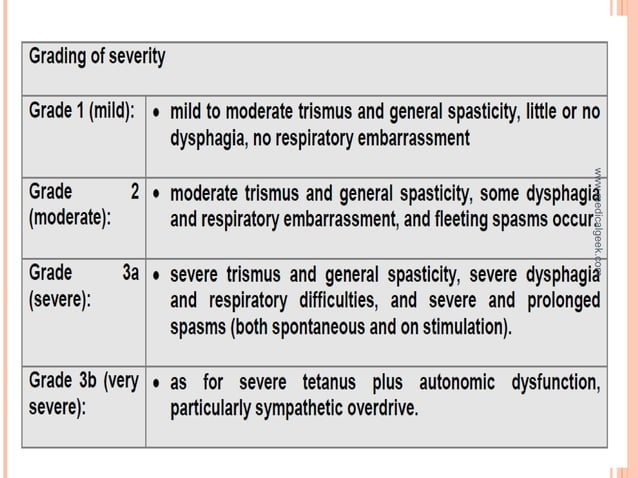 Grading of severity
Grade 1 (mild): • mild to moderate trismus and general spasticity, little or no
dysphagia, no respiratory embarrassment
Grade 2 • moderate trismus and general spasticity, some dysphagia
(moderate): and respiratory embarrassment, and fleeting spasms occur.
Grade 3a • severe trismus and general spasticity, severe dysphagia
(severe): and respiratory difficulties, and severe and prolonged
spasms (both spontaneous and on stimulation).
Grade 3b (very • as for severe tetanus plus autonomic dysfunction,
severe): particularly sympathetic overdrive.
www.medicalgeek.com